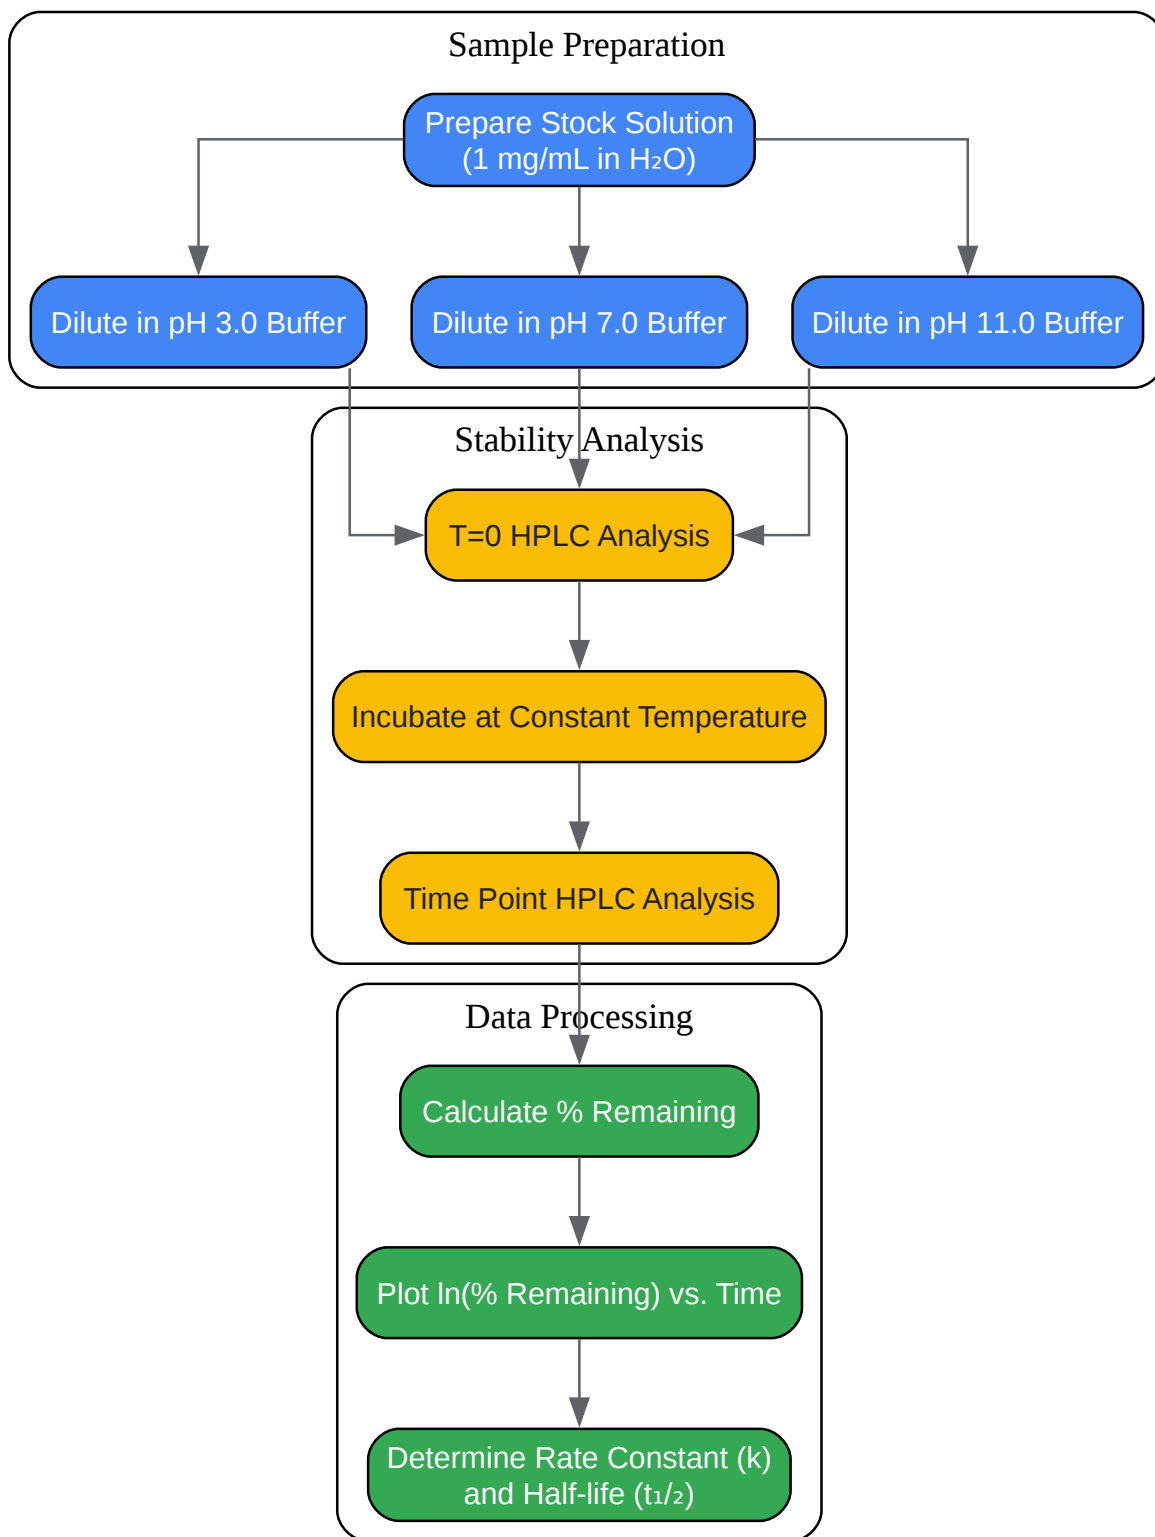 Sample Preparation
Prepare Stock Solution
(1 mg/mL in H₂O)
Dilute in pH 3.0 Buffer
Dilute in pH 7.0 Buffer
Dilute in pH 11.0 Buffer
Stability Analysis
T=0 HPLC Analysis
Incubate at Constant Temperature
Time Point HPLC Analysis
Data Processing
Calculate % Remaining
Plot ln(% Remaining) vs. Time
Determine Rate Constant (k)
and Half-life (t₁/₂)